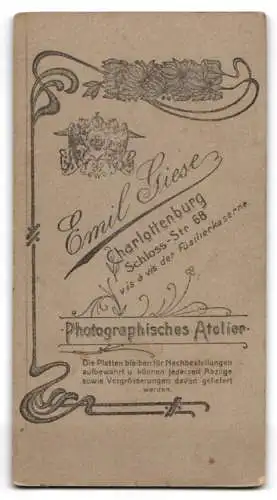 Emil Giese
Charlottenburg
Schloss-Str. 68
vis à vis der Füsilierkaserne.
Photographisches Atelier
Die Platten bleiben für Nachbestellungen
aufbewahrt u. können jederzeit Abzüge
sowie Vergrösserungen davon geliefert
werden.